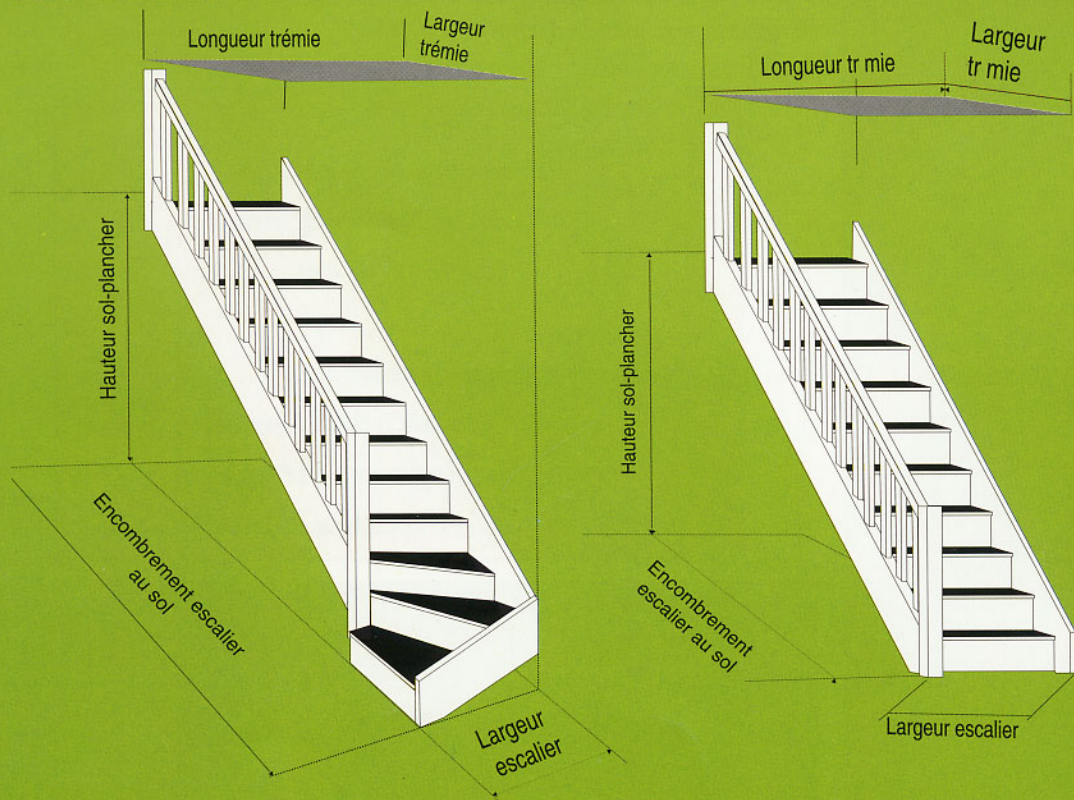 Longueur trémie
Largeur
trémie
Hauteur sol-plancher
Encombrement escalier
au sol
Largeur
escalier
Longueur tr mie
Largeur
tr mie
Hauteur sol-plancher
Encombrement
escalier au sol
Largeur escalier